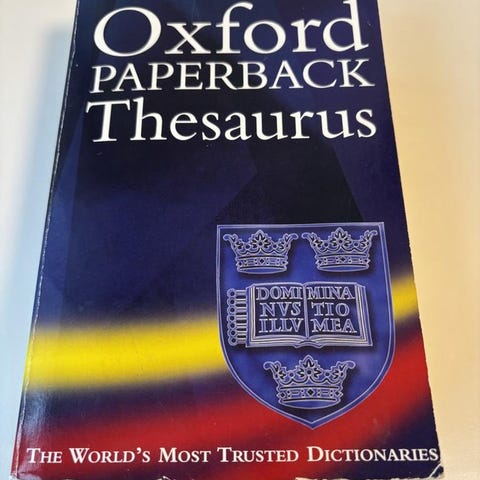 Oxford
PAPERBACK
Thesaurus
DOMI MINA
NVS TIO
ILLV MEA
THE WORLD'S MOST TRUSTED DICTIONARIES